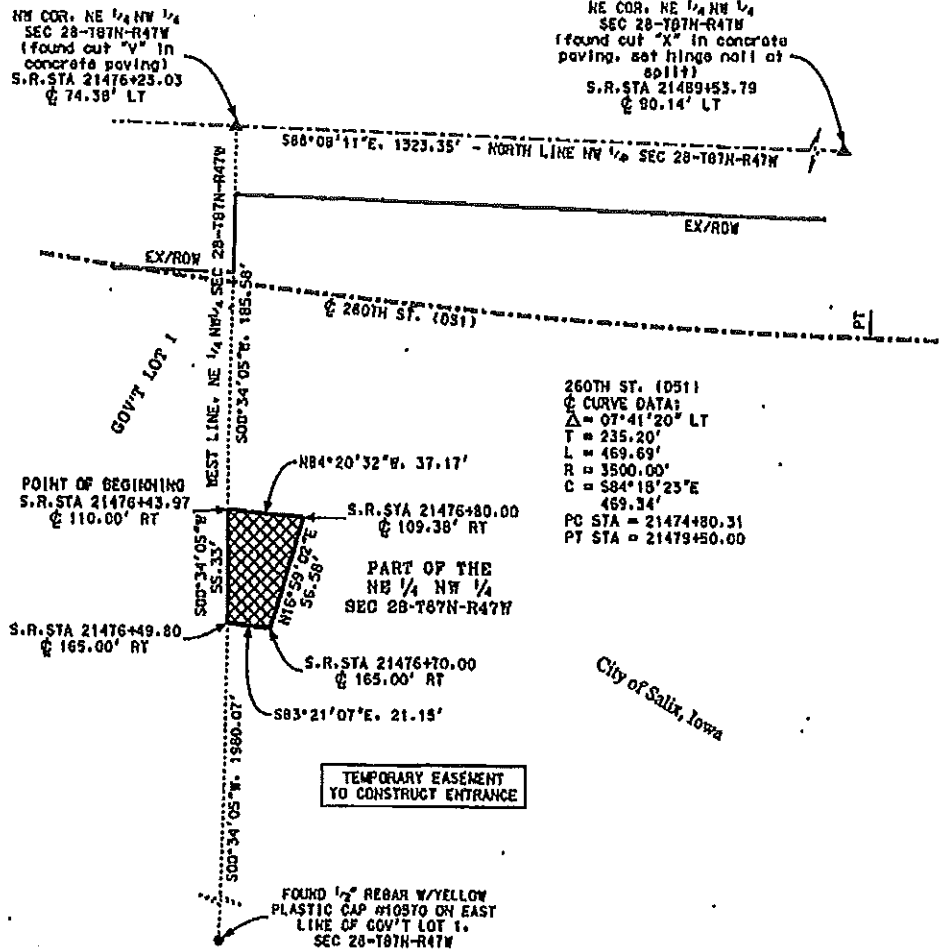 NW COR. NE 1/4 NW 1/4
SEC 28-T87N-R47W
(found cut "V" in
concrete paving)
S.R.STA 21476+23.03
℄ 74.38' LT
NE COR. NE 1/4 NW 1/4
SEC 28-T87N-R47W
(found cut "X" in concrete
paving, set hinge nail at
split)
S.R.STA 21489+53.79
℄ 90.14' LT
S88°08'11"E, 1323.35' - NORTH LINE NW 1/4 SEC 28-T87N-R47W
EX/ROW
EX/ROW
℄ 260TH ST. (051)
PT
WEST LINE, NE 1/4 NW 1/4 SEC 28-T87N-R47W
S00°34'05"W, 185.58'
GOV'T LOT 1
260TH ST. (051)
℄ CURVE DATA:
Δ = 07°41'20" LT
T = 235.20'
L = 469.69'
R = 3500.00'
C = S84°18'23"E
469.34'
PC STA = 21474+80.31
PT STA = 21479+50.00
N84°20'32"W, 37.17'
POINT OF BEGINNING
S.R.STA 21476+43.97
℄ 110.00' RT
S.R.STA 21476+80.00
℄ 109.38' RT
S00°34'05"W
55.33'
N16°59'02"E
56.58'
PART OF THE
NE 1/4 NW 1/4
SEC 28-T87N-R47W
S.R.STA 21476+49.80
℄ 165.00' RT
S.R.STA 21476+70.00
℄ 165.00' RT
S83°21'07"E, 21.15'
City of Salix, Iowa
S00°34'05"W, 1980.07'
TEMPORARY EASEMENT
TO CONSTRUCT ENTRANCE
FOUND 1/2" REBAR W/YELLOW
PLASTIC CAP #10570 ON EAST
LINE OF GOV'T LOT 1,
SEC 28-T87N-R47W